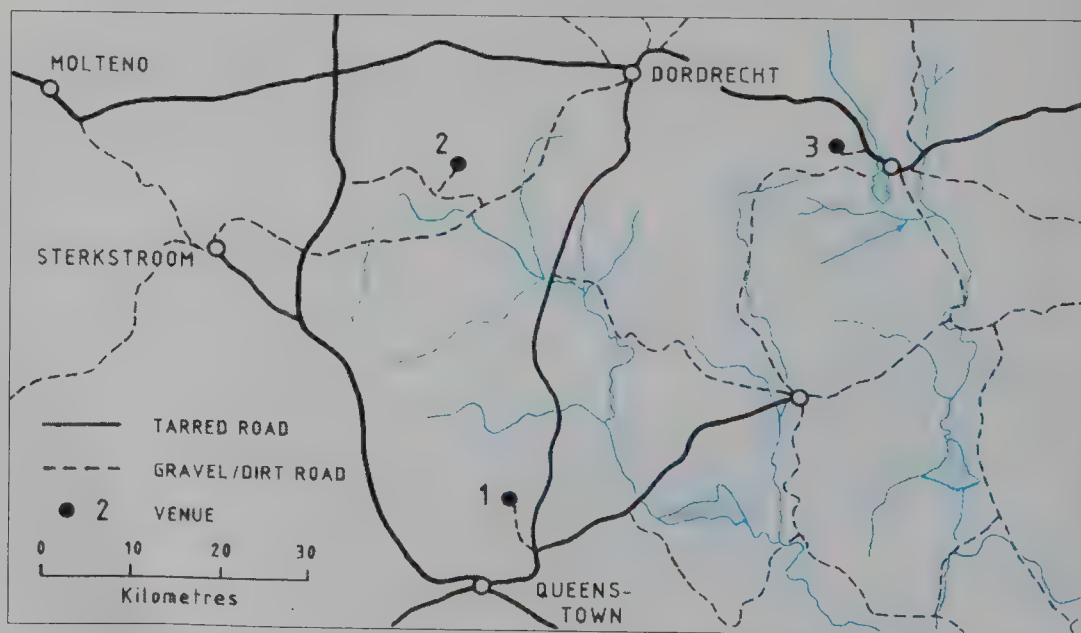 MOLTENO
DORDRECHT
2
3
STERKSTROOM
TARRED ROAD
GRAVEL/DIRT ROAD
2 VENUE
1
0 10 20 30
Kilometres
QUEENS-
TOWN